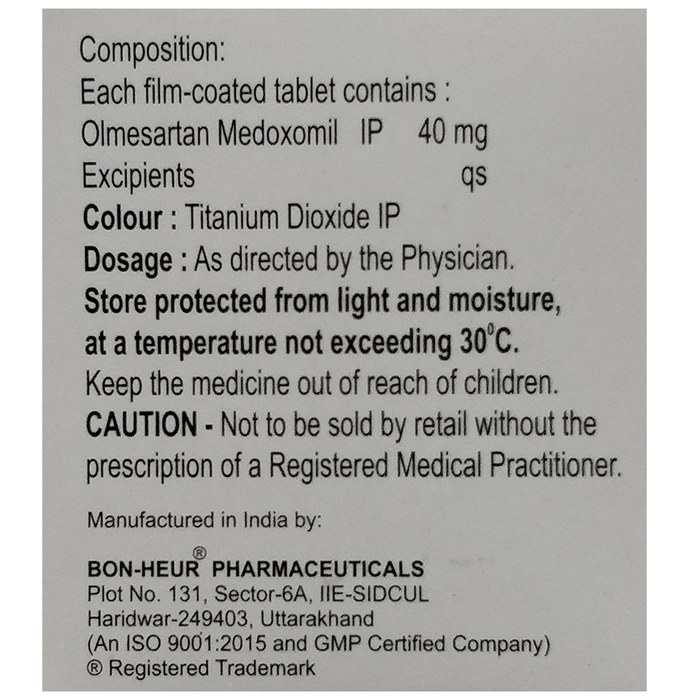 Composition:
Each film-coated tablet contains :
Olmesartan Medoxomil IP 40 mg
Excipients qs
Colour : Titanium Dioxide IP
Dosage : As directed by the Physician.
Store protected from light and moisture,
at a temperature not exceeding 30⁰C.
Keep the medicine out of reach of children.
CAUTION - Not to be sold by retail without the
prescription of a Registered Medical Practitioner.
Manufactured in India by:
BON-HEUR® PHARMACEUTICALS
Plot No. 131, Sector-6A, IIE-SIDCUL
Haridwar-249403, Uttarakhand
(An ISO 9001:2015 and GMP Certified Company)
® Registered Trademark